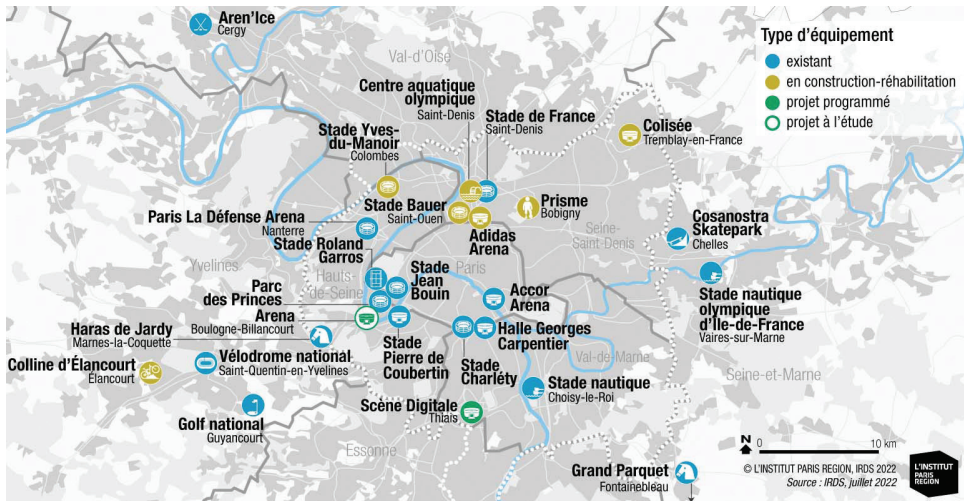 Aren'Ice
Cergy
Val-d'Oise
Centre aquatique
olympique
Saint-Denis
Stade de France
Saint-Denis
Stade Yves-
du-Manoir
Colombes
Colisée
Tremblay-en-France
Type d'équipement
existant
en construction-réhabilitation
projet programmé
projet à l'étude
Stade Bauer
Saint-Ouen
Prisme
Bobigny
Adidas
Arena
Paris La Défense Arena
Nanterre
Stade Roland
Garros
Seine-
Saint-Denis
Cosanostra
Skatepark
Chelles
Yvelines
Hauts-
de-Seine
Paris
Stade
Jean
Bouin
Parc
des Princes
Accor
Arena
Stade nautique
olympique
d'Île-de-France
Vaires-sur-Marne
Arena
Boulogne-Billancourt
Haras de Jardy
Marnes-la-Coquette
Halle Georges
Carpentier
Stade
Pierre de
Coubertin
Stade
Charléty
Val-de-Marne
Colline d'Élancourt
Élancourt
Vélodrome national
Saint-Quentin-en-Yvelines
Stade nautique
Choisy-le-Roi
Seine-et-Marne
Golf national
Guyancourt
Scène Digitale
Thiais
Essonne
Grand Parquet
Fontainebleau
N
0 10 km
© L'INSTITUT PARIS REGION, IRDS 2022
Source : IRDS, juillet 2022
L'INSTITUT
PARIS
REGION